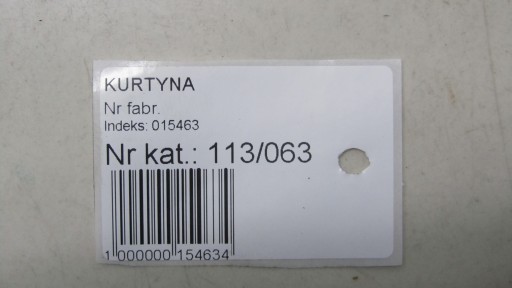 KURTYNA
Nr fabr.
Indeks: 015463
Nr kat.: 113/063
1 000000 154634